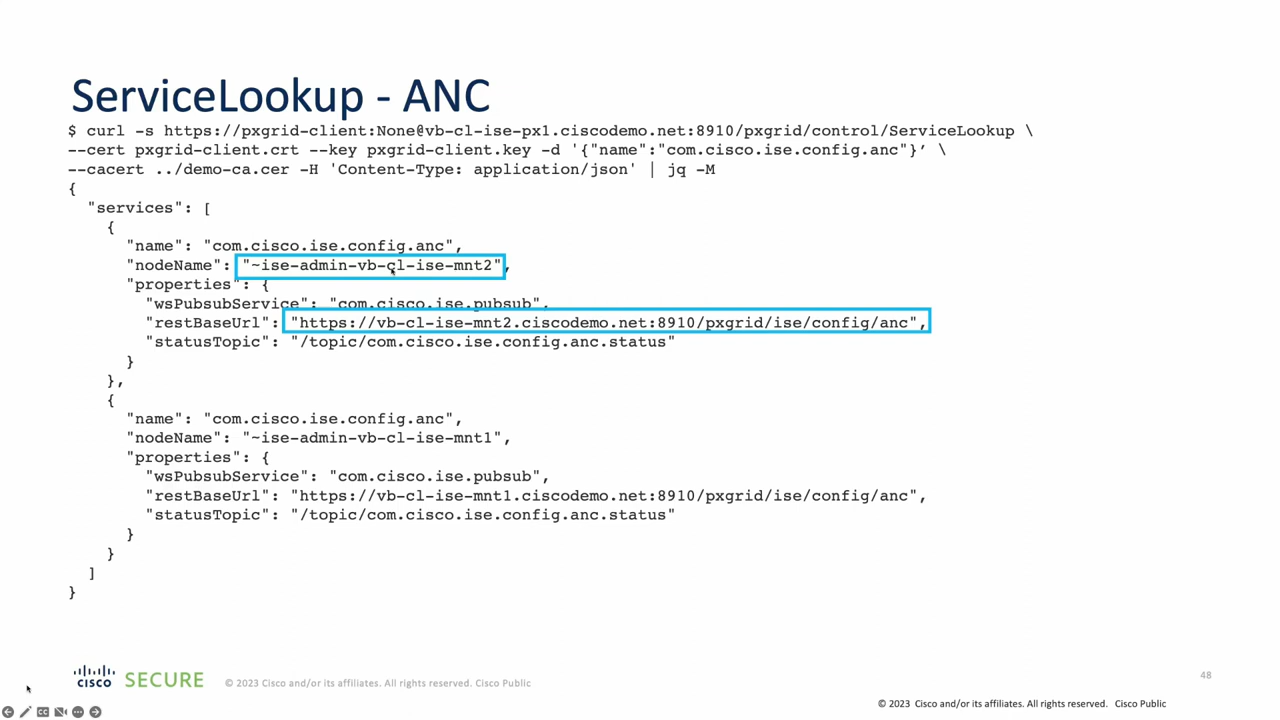 ServiceLookup - ANC
$ curl -s https://pxgrid-client:None@vb-cl-ise-px1.ciscodemo.net:8910/pxgrid/control/ServiceLookup \
--cert pxgrid-client.crt --key pxgrid-client.key -d '{"name":"com.cisco.ise.config.anc"}’ \
--cacert ../demo-ca.cer -H 'Content-Type: application/json' | jq -M
{
  "services": [
    {
      "name": "com.cisco.ise.config.anc",
      "nodeName": "~ise-admin-vb-cl-ise-mnt2",
      "properties": {
        "wsPubsubService": "com.cisco.ise.pubsub",
        "restBaseUrl": "https://vb-cl-ise-mnt2.ciscodemo.net:8910/pxgrid/ise/config/anc",
        "statusTopic": "/topic/com.cisco.ise.config.anc.status"
      }
    },
    {
      "name": "com.cisco.ise.config.anc",
      "nodeName": "~ise-admin-vb-cl-ise-mnt1",
      "properties": {
        "wsPubsubService": "com.cisco.ise.pubsub",
        "restBaseUrl": "https://vb-cl-ise-mnt1.ciscodemo.net:8910/pxgrid/ise/config/anc",
        "statusTopic": "/topic/com.cisco.ise.config.anc.status"
      }
    }
  ]
}
CISCO SECURE © 2023 Cisco and/or its affiliates. All rights reserved. Cisco Public 48
© 2023 Cisco and/or its affiliates. All rights reserved. Cisco Public